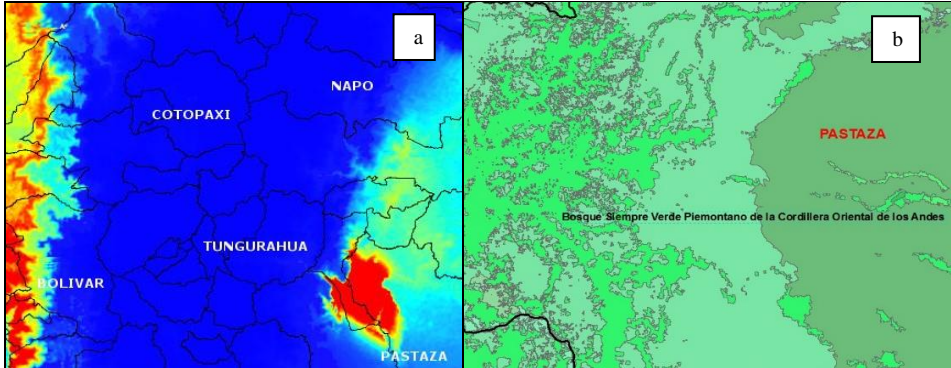 a
NAPO
COTOPAXI
TUNGURAHUA
BOLIVAR
PASTAZA
b
PASTAZA
Bosque Siempre Verde Piemontano de la Cordillera Oriental de los Andes